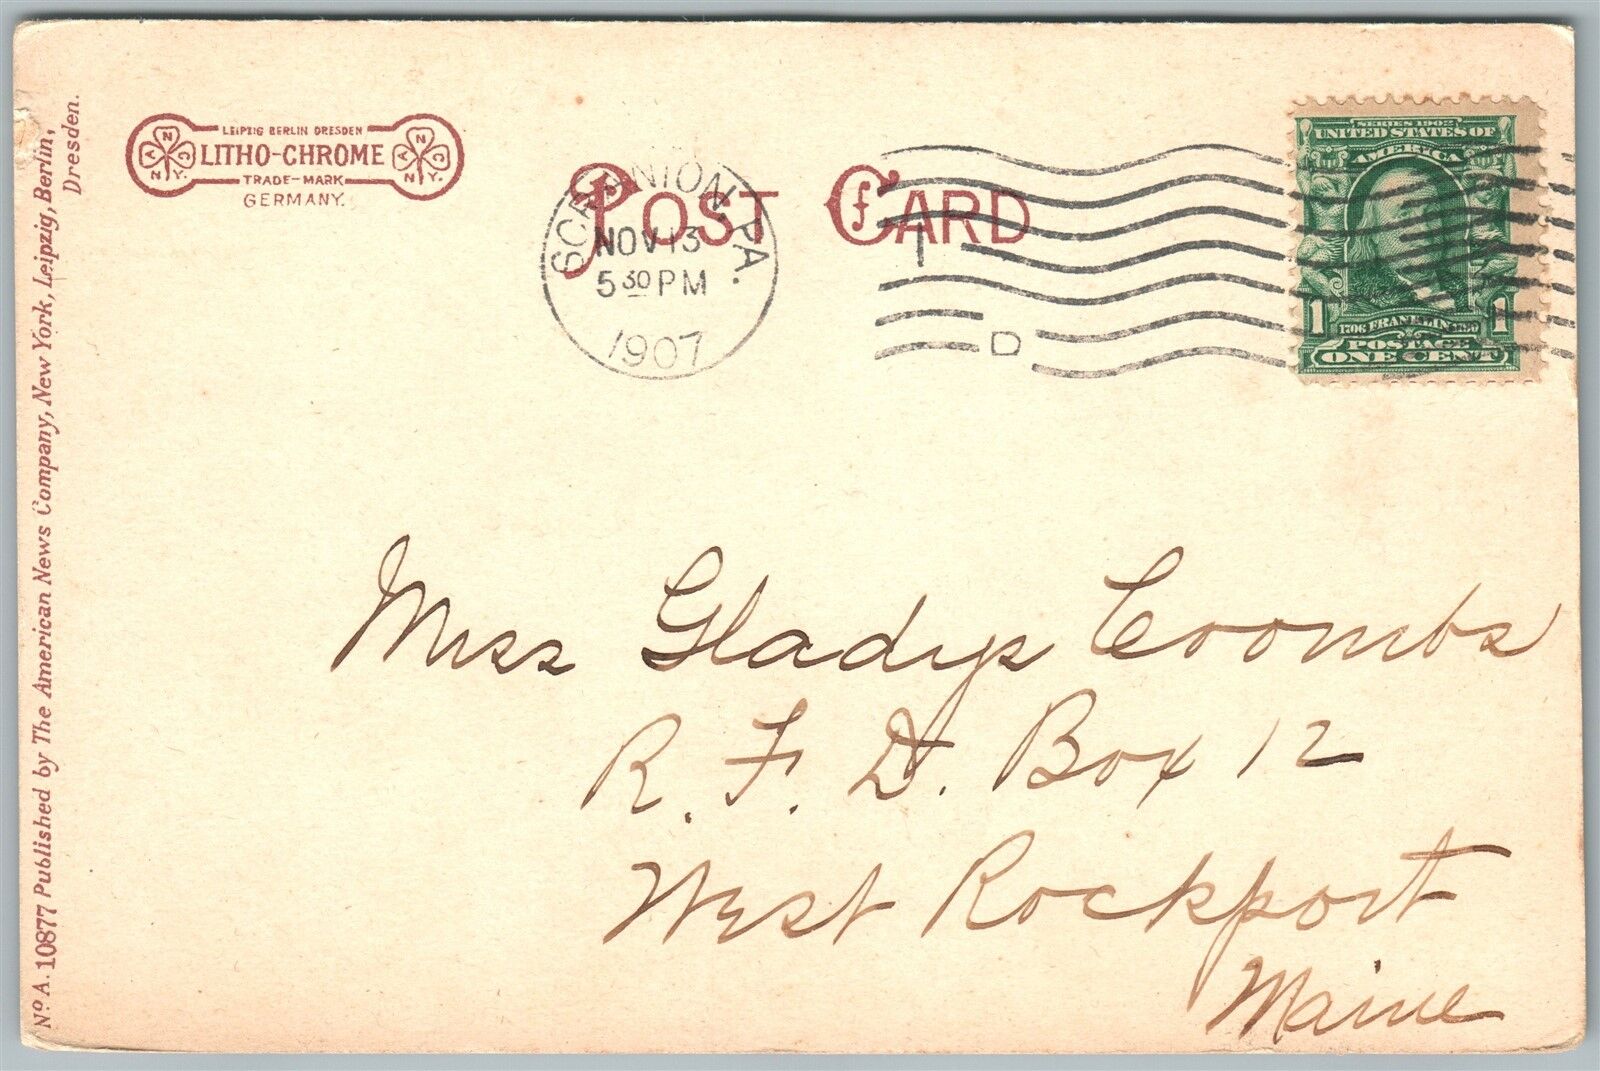 LEIPZIG BERLIN DRESDEN
LITHO-CHROME
TRADE-MARK
GERMANY.
A N C
N.Y.
A N C
N.Y.
POST CARD
SCRANTON, PA.
NOV 13
5 30 PM
1907
1
D
SERIES 1902
UNITED STATES OF
AMERICA
1 1
1706 FRANKLIN 1790
POSTAGE
ONE CENT
Miss Gladys Coombs
R. F. D. Box 12
West Rockport
Maine
No. A. 10877 Published by The American News Company, New York, Leipzig, Berlin,
Dresden.